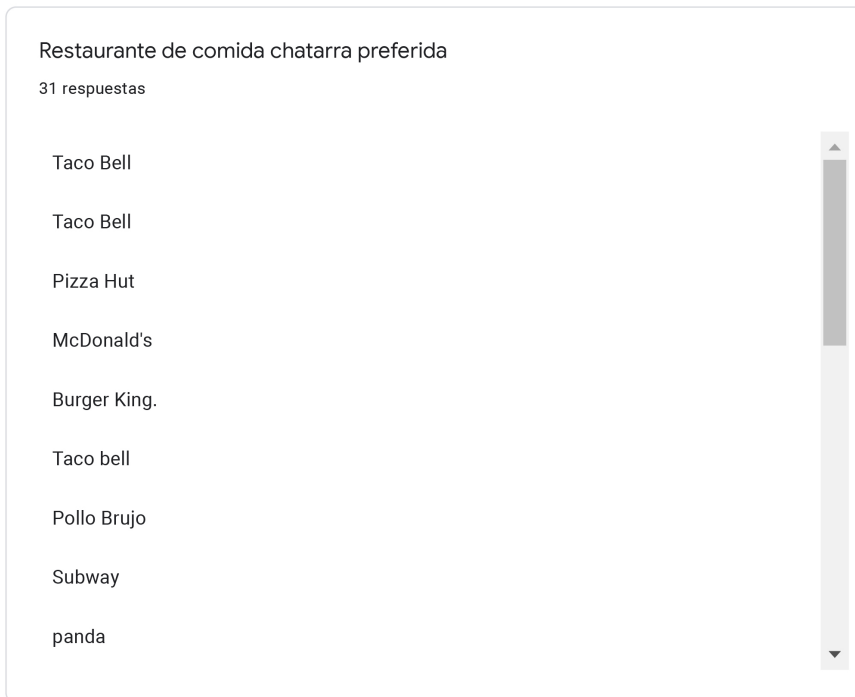 Restaurante de comida chatarra preferida
31 respuestas
Taco Bell
Taco Bell
Pizza Hut
McDonald's
Burger King.
Taco bell
Pollo Brujo
Subway
panda